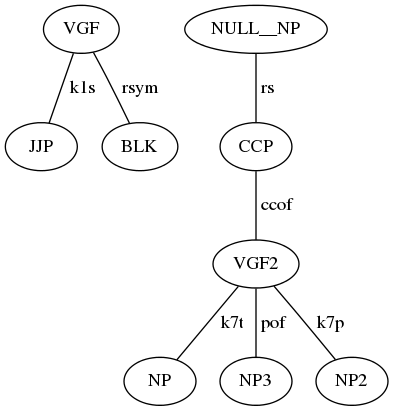 VGF NULL__NP
k1s rsym rs
JJP BLK CCP
ccof
VGF2
k7t pof k7p
NP NP3 NP2